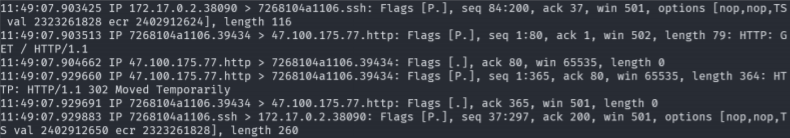 11:49:07.903425 IP 172.17.0.2.38090 > 7268104a1106.ssh: Flags [P.], seq 84:200, ack 37, win 501, options [nop,nop,TS
 val 2323261828 ecr 2402912624], length 116
11:49:07.903513 IP 7268104a1106.39434 > 47.100.175.77.http: Flags [P.], seq 1:80, ack 1, win 502, length 79: HTTP: G
ET / HTTP/1.1
11:49:07.904662 IP 47.100.175.77.http > 7268104a1106.39434: Flags [.], ack 80, win 65535, length 0
11:49:07.929660 IP 47.100.175.77.http > 7268104a1106.39434: Flags [P.], seq 1:365, ack 80, win 65535, length 364: HT
TP: HTTP/1.1 302 Moved Temporarily
11:49:07.929691 IP 7268104a1106.39434 > 47.100.175.77.http: Flags [.], ack 365, win 501, length 0
11:49:07.929883 IP 7268104a1106.ssh > 172.17.0.2.38090: Flags [P.], seq 37:297, ack 200, win 501, options [nop,nop,T
S val 2402912650 ecr 2323261828], length 260